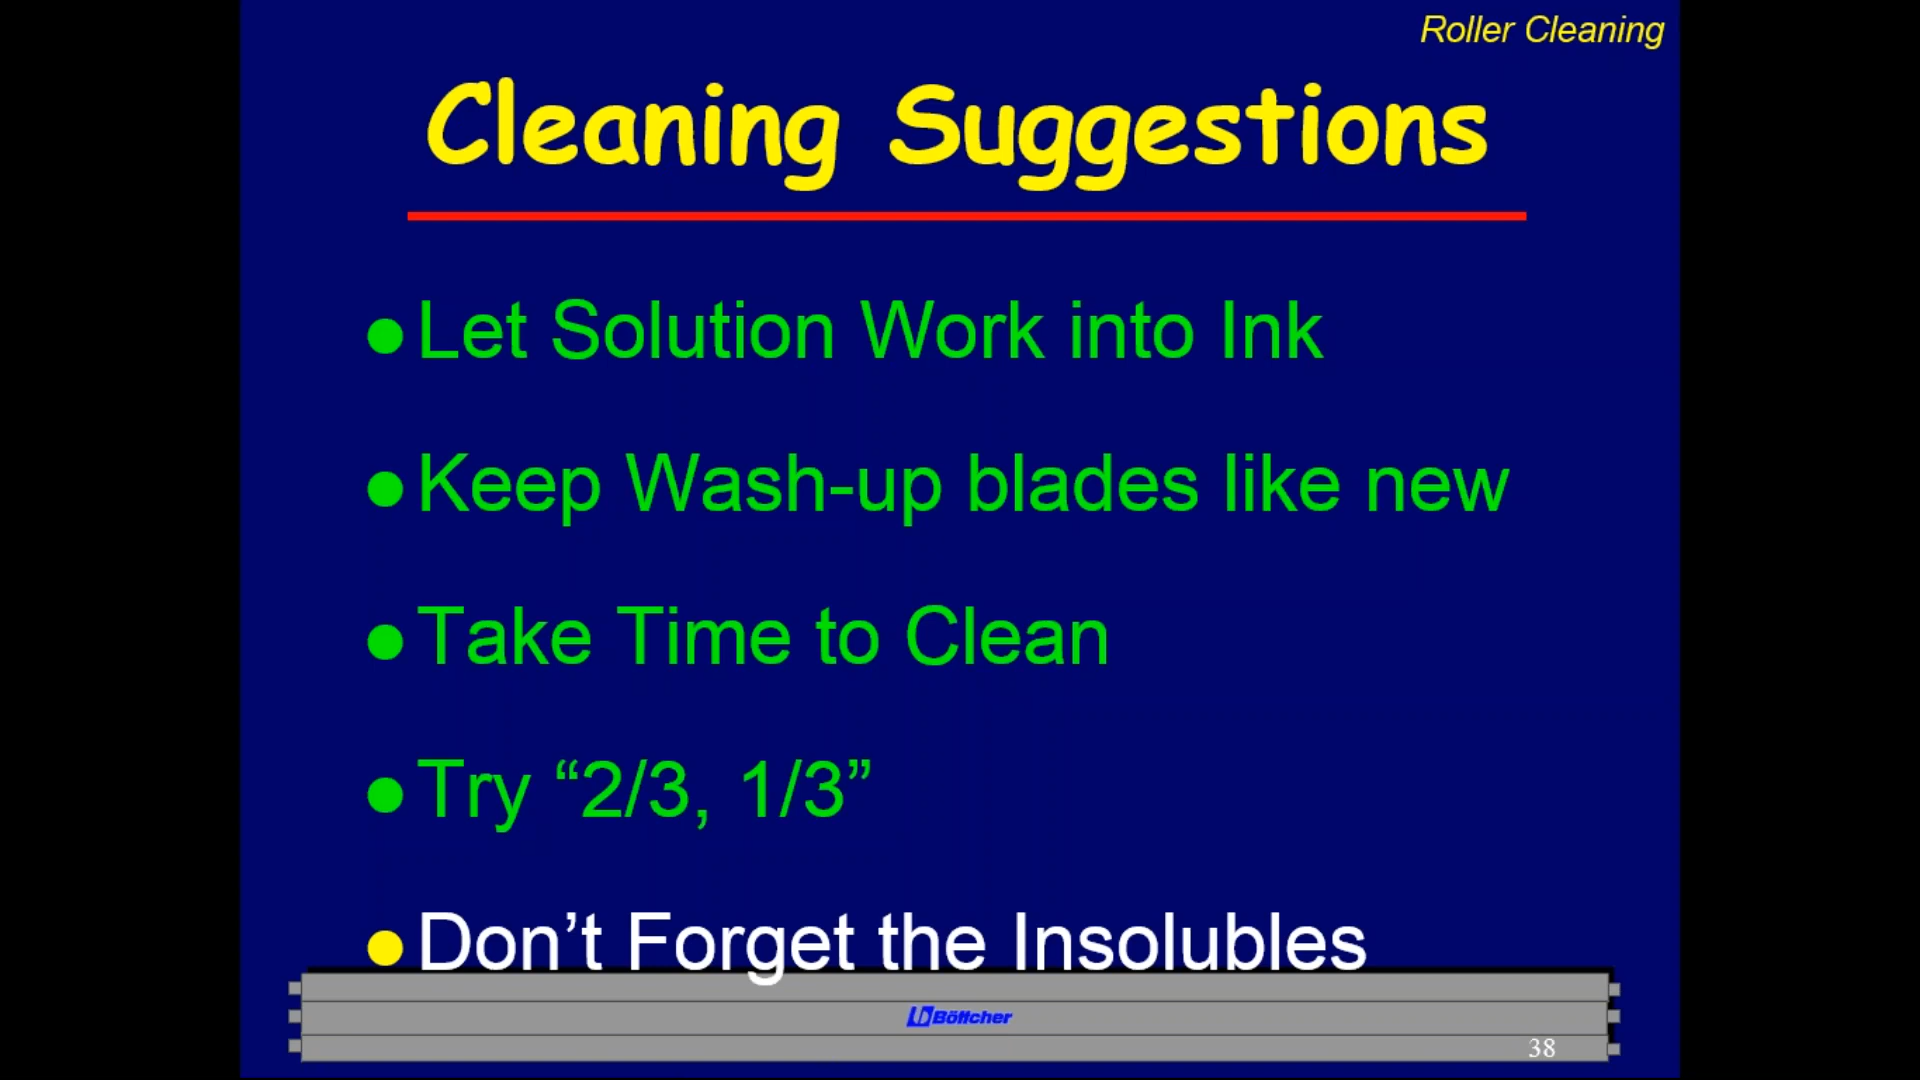 Roller Cleaning
Cleaning Suggestions
Let Solution Work into Ink
Keep Wash-up blades like new
Take Time to Clean
Try “2/3, 1/3”
Don’t Forget the Insolubles
Böttcher
38